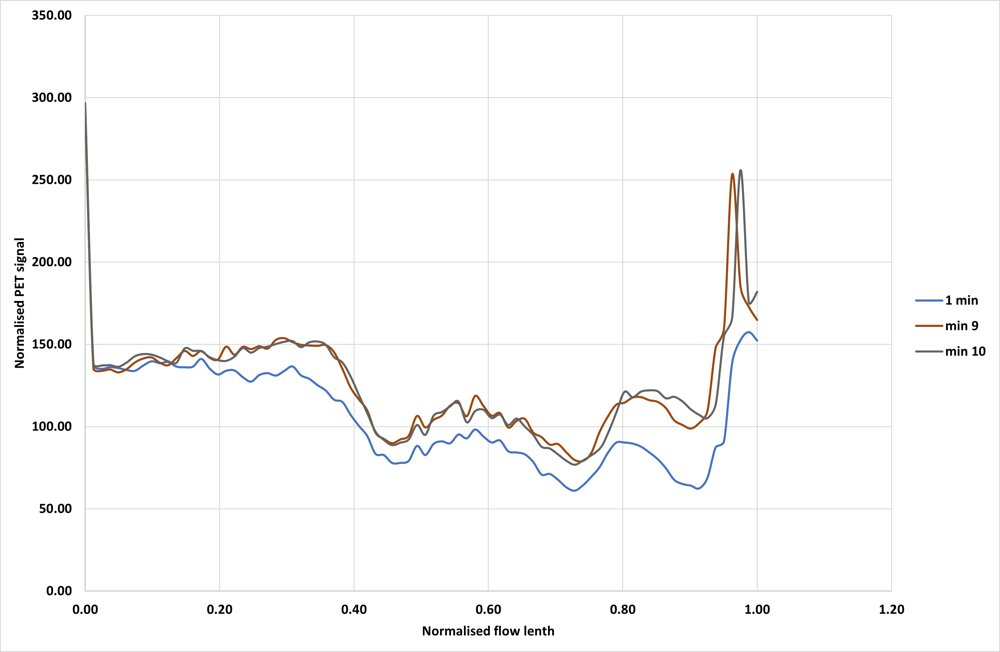 350.00
300.00
250.00
200.00
150.00
100.00
50.00
0.00
Normalised PET signal
0.00 0.20 0.40 0.60 0.80 1.00 1.20
Normalised flow lenth
1 min
min 9
min 10